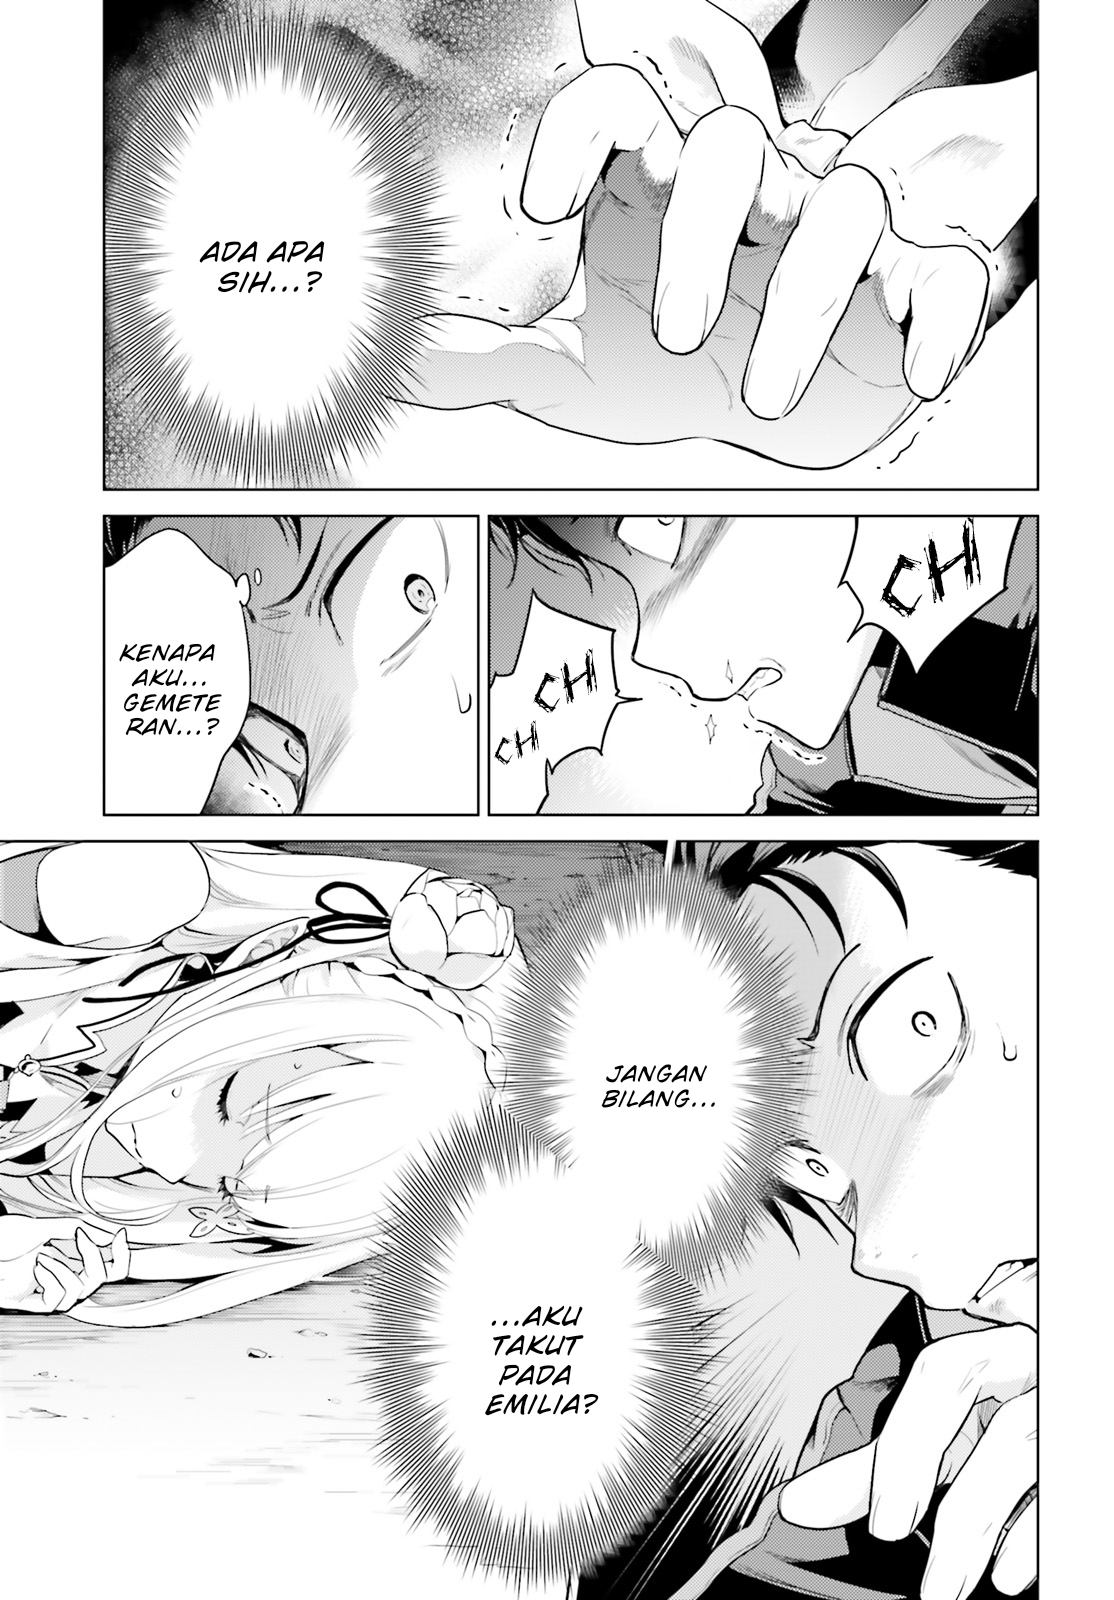 ADA APA
SIH...?
CH
CH
CH
KENAPA
AKU...
GEMETE
RAN...?
JANGAN
BILANG...
...AKU
TAKUT
PADA
EMILIA?